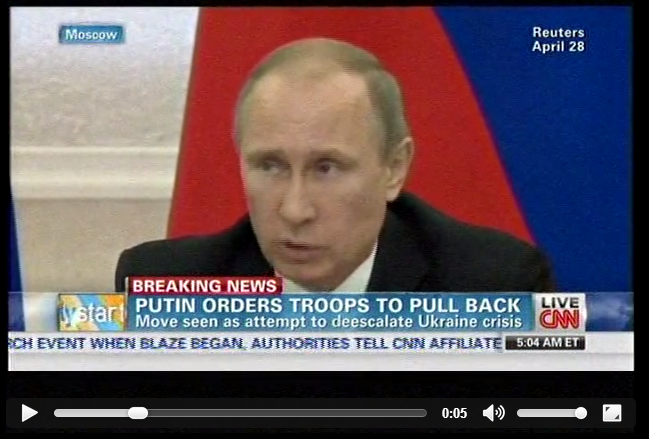 Moscow
Reuters
April 28
BREAKING NEWS
PUTIN ORDERS TROOPS TO PULL BACK
Move seen as attempt to deescalate Ukraine crisis
LIVE
CNN
start
EVENT WHEN BLAZE BEGAN, AUTHORITIES TELL CNN AFFILIATE
5:04 AM ET
0:05